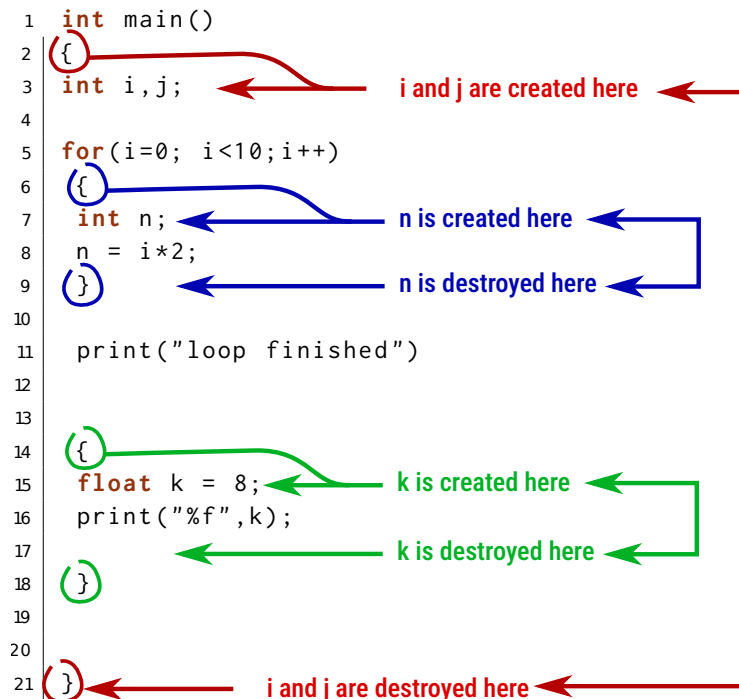 1 int main()
2 {
3 int i,j; i and j are created here
4
5 for(i=0; i<10;i++)
6 {
7 int n; n is created here
8 n = i*2;
9 } n is destroyed here
10
11 print("loop finished")
12
13
14 {
15 float k = 8; k is created here
16 print("%f",k);
17 k is destroyed here
18 }
19
20
21 } i and j are destroyed here